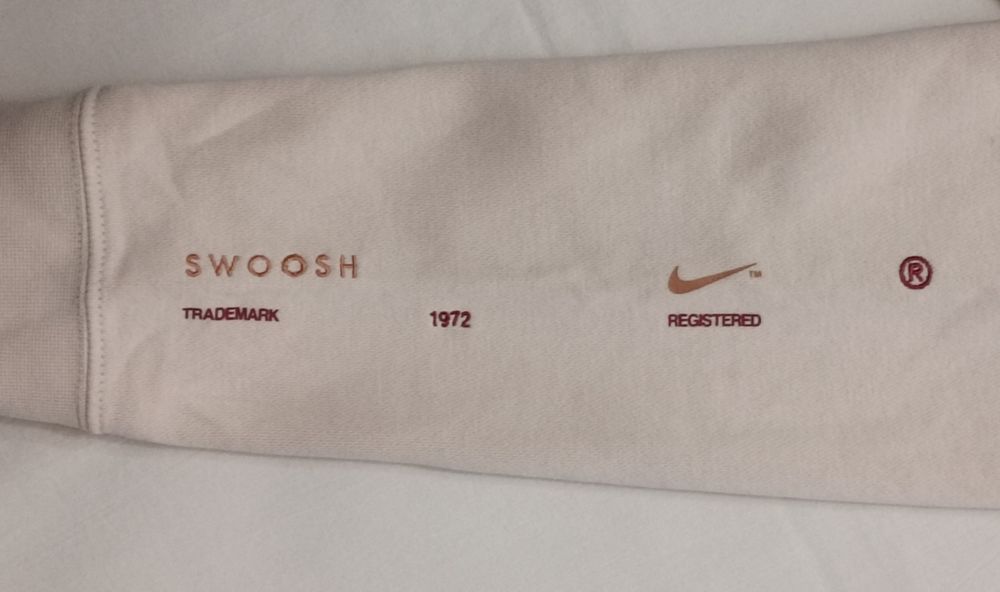 SWOOSH ™ ®
TRADEMARK 1972 REGISTERED